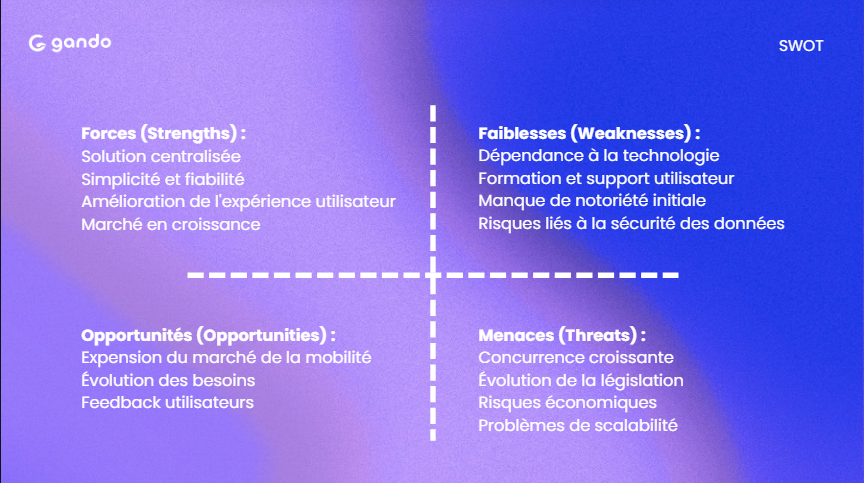 gando
SWOT
Forces (Strengths) :
Solution centralisée
Simplicité et fiabilité
Amélioration de l'expérience utilisateur
Marché en croissance
Faiblesses (Weaknesses) :
Dépendance à la technologie
Formation et support utilisateur
Manque de notoriété initiale
Risques liés à la sécurité des données
Opportunités (Opportunities) :
Expension du marché de la mobilité
Évolution des besoins
Feedback utilisateurs
Menaces (Threats) :
Concurrence croissante
Évolution de la législation
Risques économiques
Problèmes de scalabilité